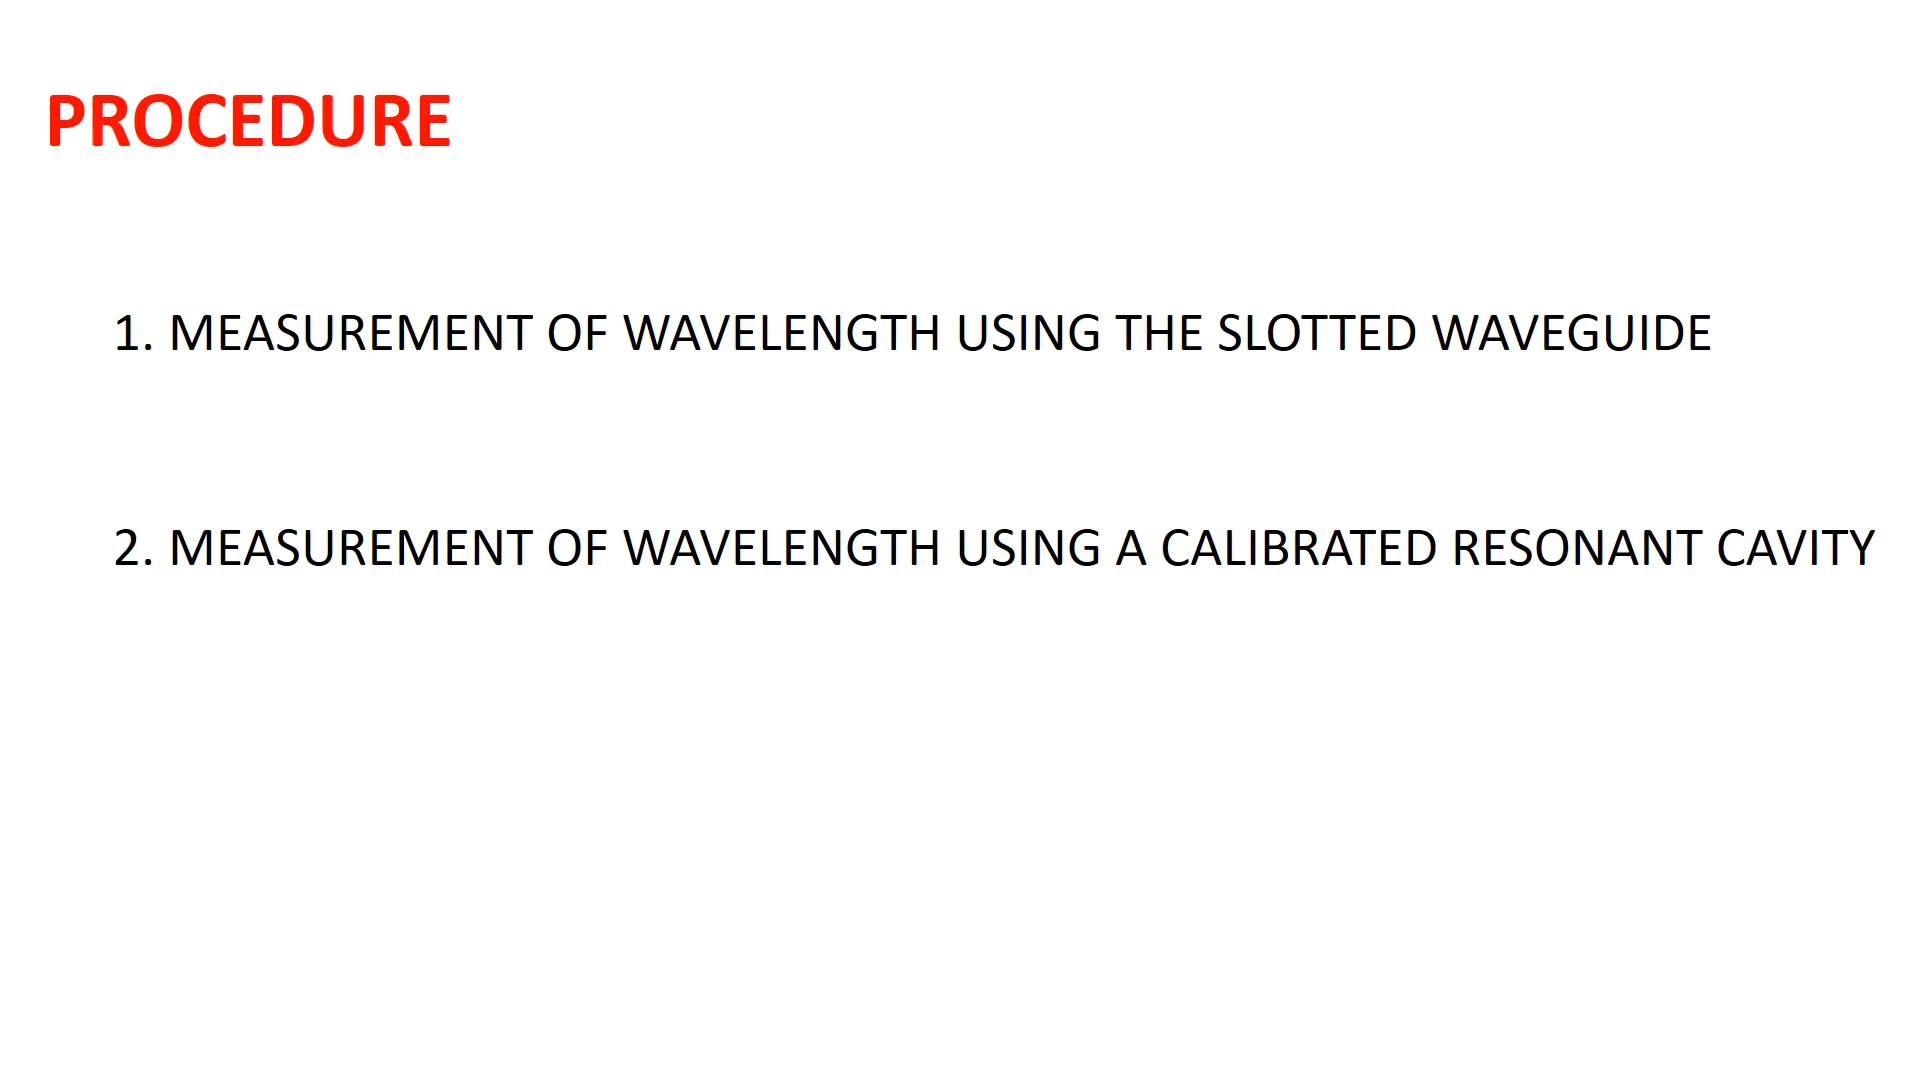 PROCEDURE
1. MEASUREMENT OF WAVELENGTH USING THE SLOTTED WAVEGUIDE
2. MEASUREMENT OF WAVELENGTH USING A CALIBRATED RESONANT CAVITY